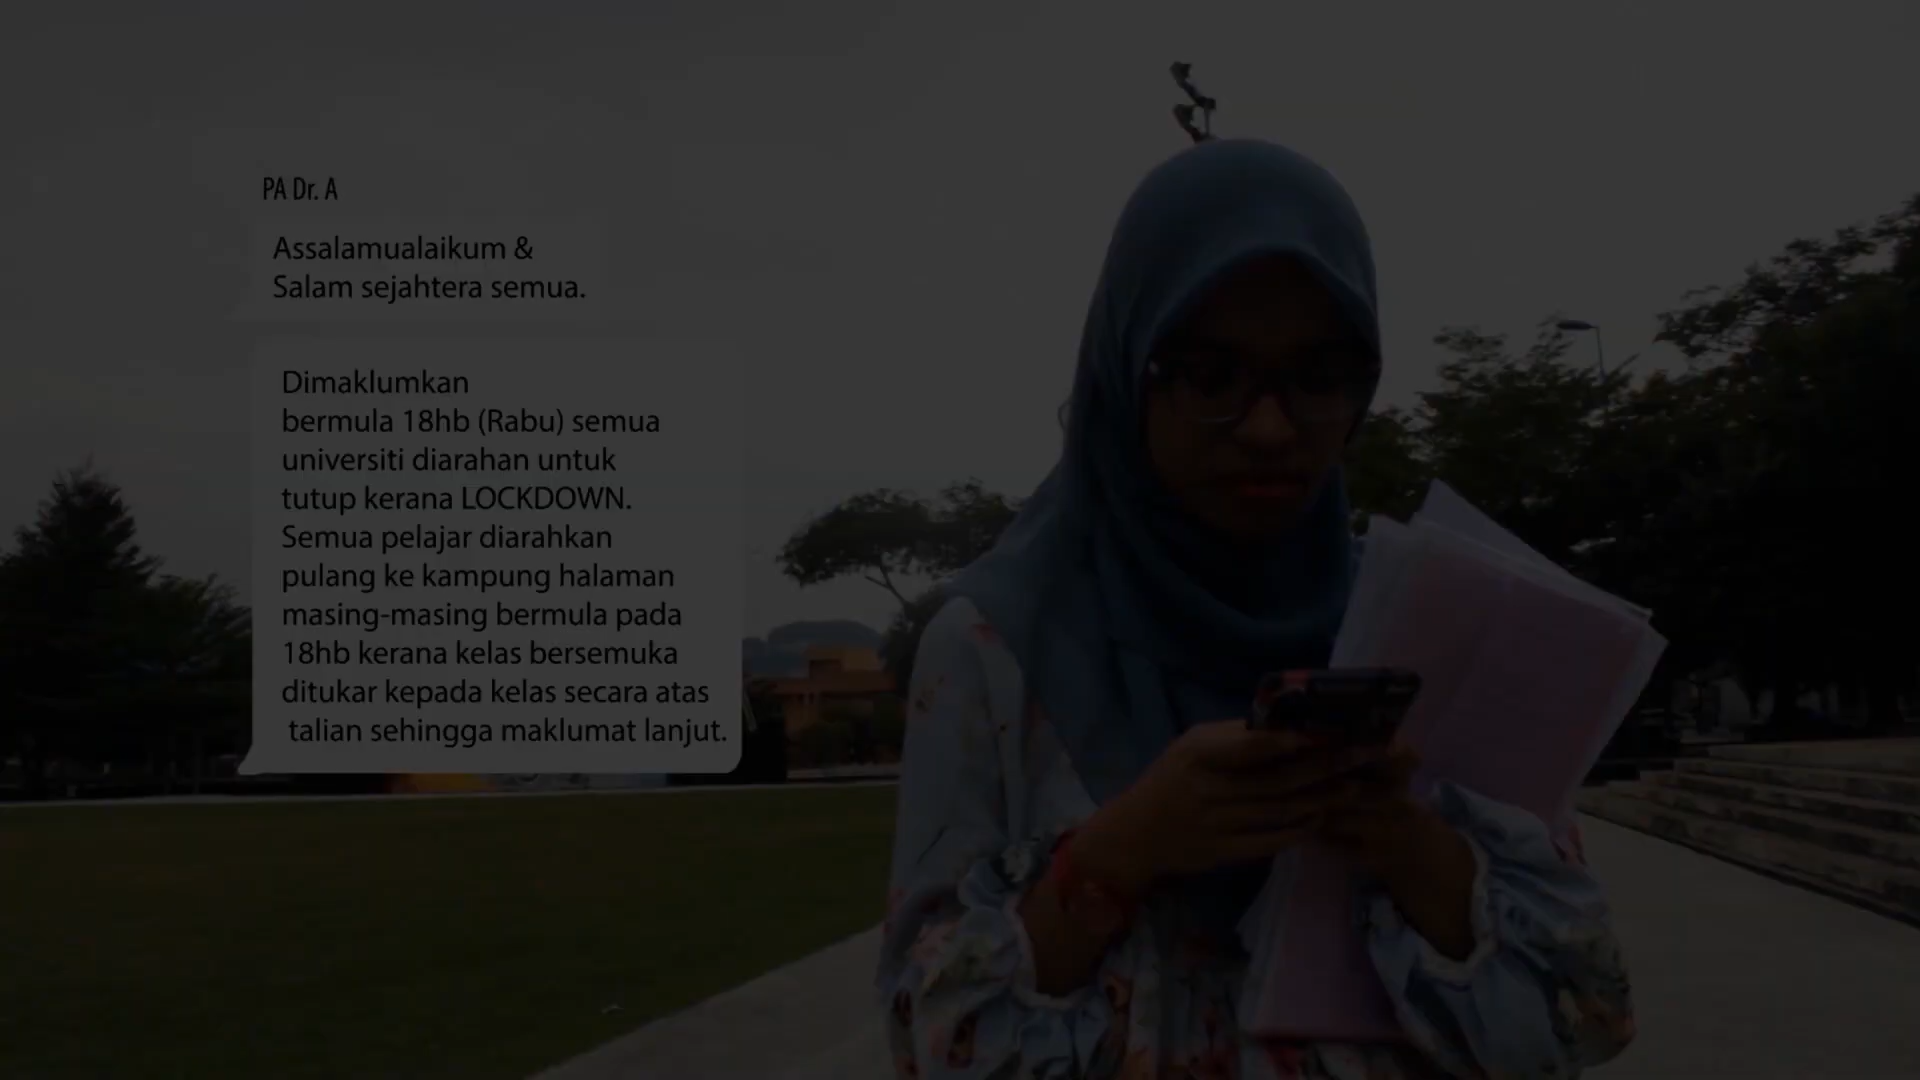 PA Dr. A
Assalamualaikum &
Salam sejahtera semua.
Dimaklumkan
bermula 18hb (Rabu) semua
universiti diarahan untuk
tutup kerana LOCKDOWN.
Semua pelajar diarahkan
pulang ke kampung halaman
masing-masing bermula pada
18hb kerana kelas bersemuka
ditukar kepada kelas secara atas
talian sehingga maklumat lanjut.